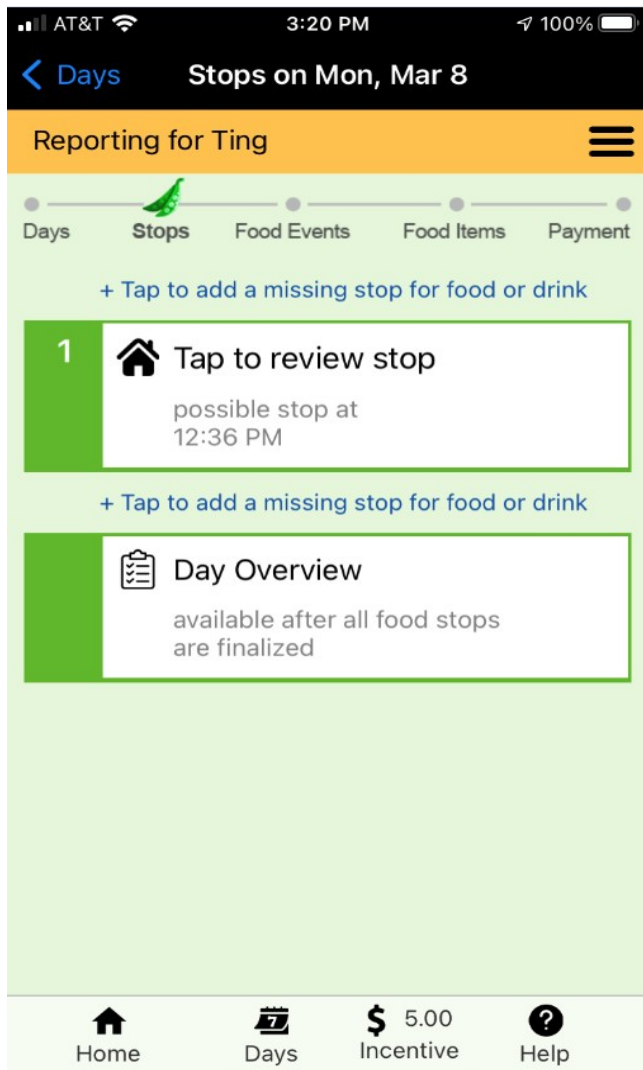 AT&T 3:20 PM 100%
Days Stops on Mon, Mar 8
Reporting for Ting
Days Stops Food Events Food Items Payment
+ Tap to add a missing stop for food or drink
1 Tap to review stop
possible stop at
12:36 PM
+ Tap to add a missing stop for food or drink
Day Overview
available after all food stops
are finalized
7 $ 5.00 ?
Home Days Incentive Help